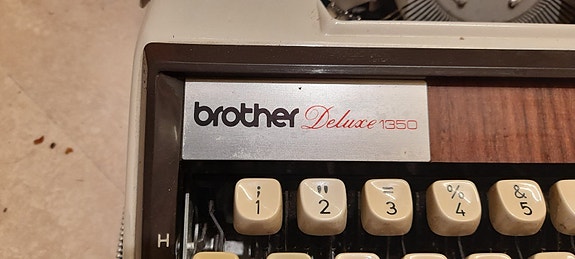 brother Deluxe 1350
" = % &
1 2 3 4 5
H